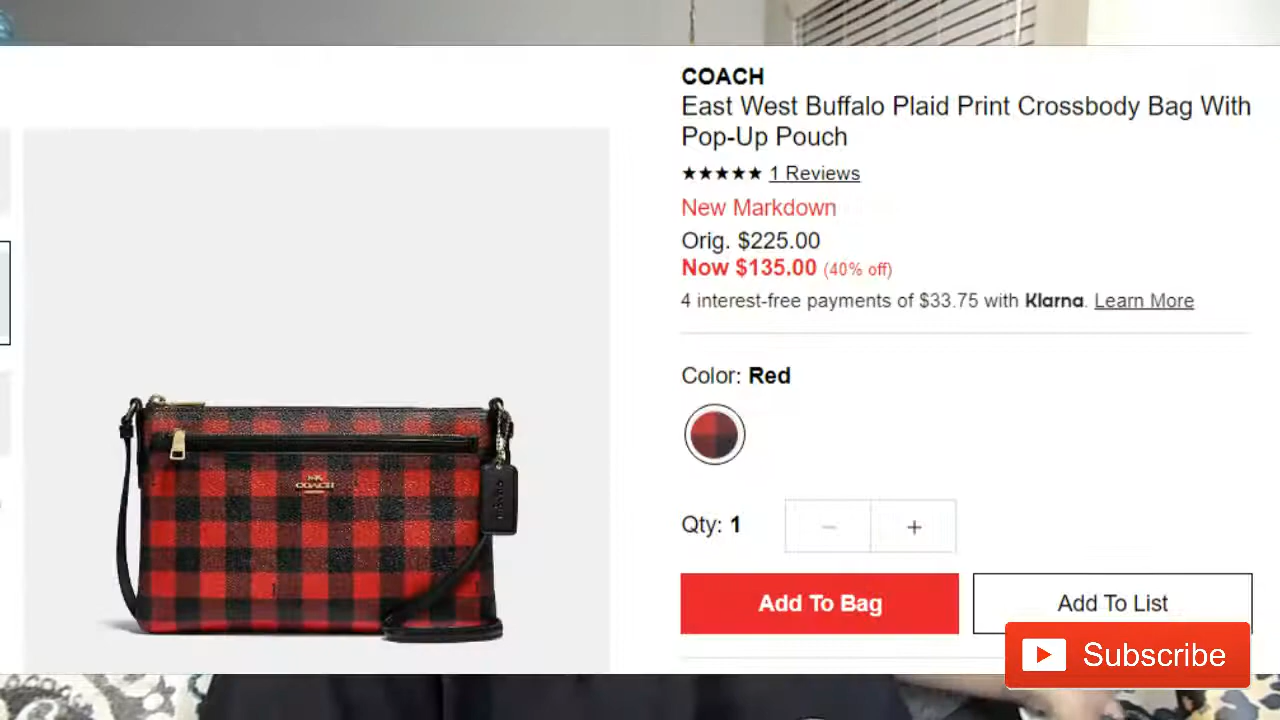 COACH
East West Buffalo Plaid Print Crossbody Bag With
Pop-Up Pouch
★★★★★ 1 Reviews
New Markdown
Orig. $225.00
Now $135.00 (40% off)
4 interest-free payments of $33.75 with Klarna. Learn More
Color: Red
COACH
Qty: 1 − +
Add To Bag Add To List
Subscribe